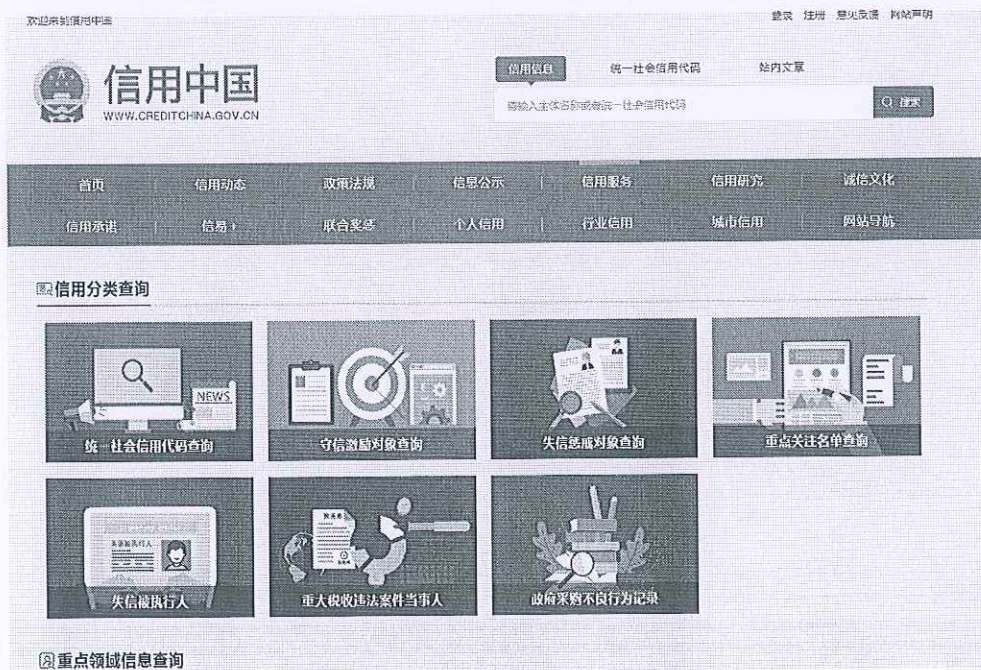 欢迎来到信用中国
登录 注册 意见反馈 网站声明
信用信息 统一社会信用代码 站内文章
信用中国
WWW.CREDITCHINA.GOV.CN
请输入主体名称或者统一社会信用代码 搜索
首页 信用动态 政策法规 信息公示 信用服务 信用研究 诚信文化
信用承诺 信易+ 联合奖惩 个人信用 行业信用 城市信用 网站导航
信用分类查询
NEWS
统一社会信用代码查询 守信激励对象查询 失信惩戒对象查询 重点关注名单查询
失信被执行人
失信被执行人 重大税收违法案件当事人 政府采购不良行为记录
重点领域信息查询